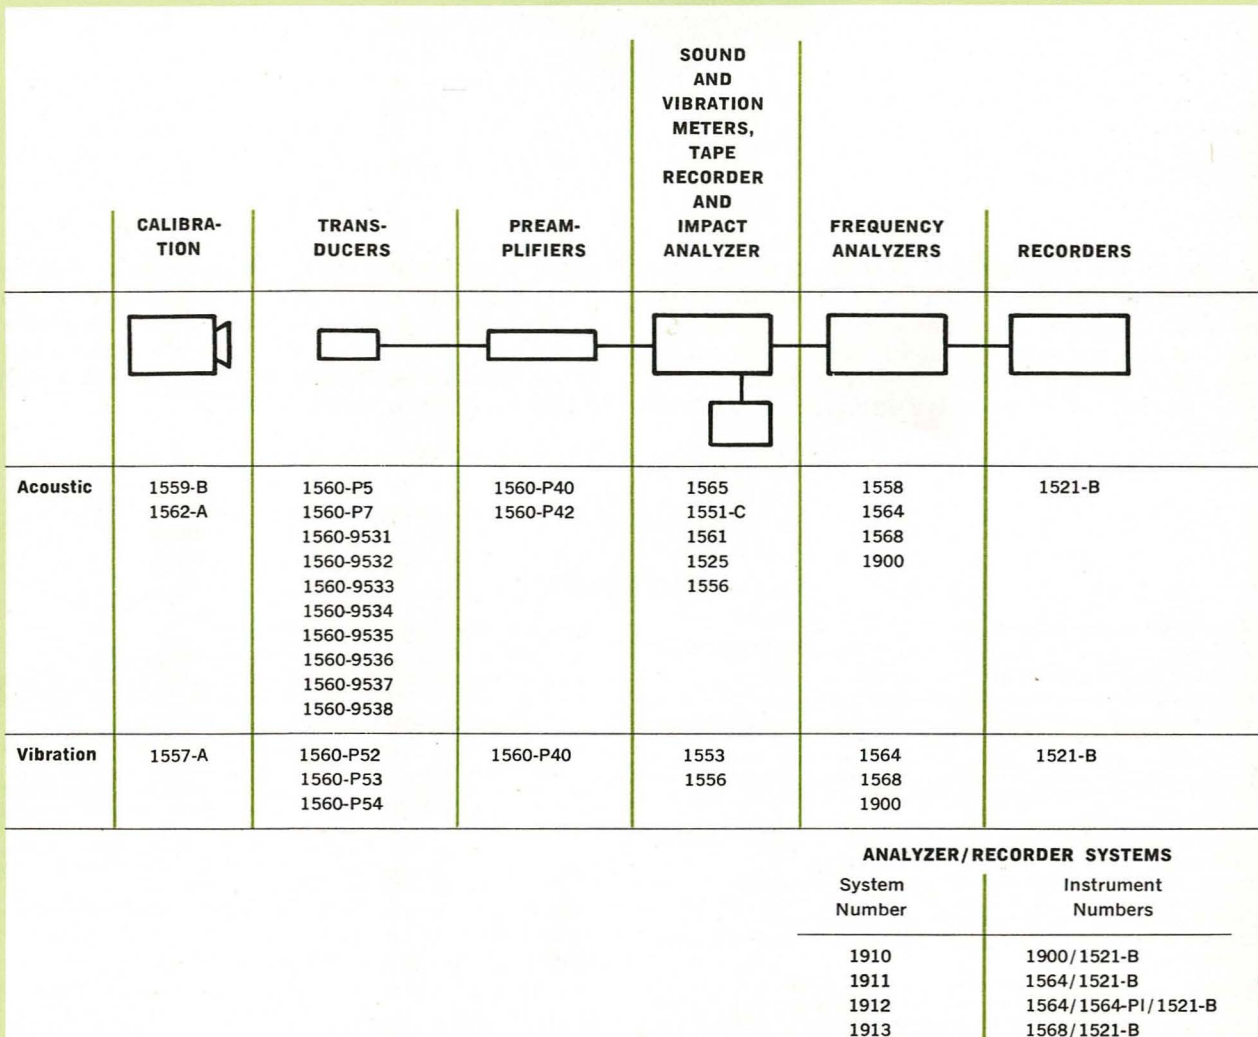 SOUND
AND
VIBRATION
METERS,
TAPE
RECORDER
AND
CALIBRA- TRANS- PREAM- IMPACT FREQUENCY
TION DUCERS PLIFIERS ANALYZER ANALYZERS RECORDERS
Acoustic 1559-B 1560-P5 1560-P40 1565 1558 1521-B
1562-A 1560-P7 1560-P42 1551-C 1564
1560-9531 1561 1568
1560-9532 1525 1900
1560-9533 1556
1560-9534
1560-9535
1560-9536
1560-9537
1560-9538
Vibration 1557-A 1560-P52 1560-P40 1553 1564 1521-B
1560-P53 1556 1568
1560-P54 1900
ANALYZER/RECORDER SYSTEMS
System Instrument
Number Numbers
1910 1900/1521-B
1911 1564/1521-B
1912 1564/1564-PI/1521-B
1913 1568/1521-B